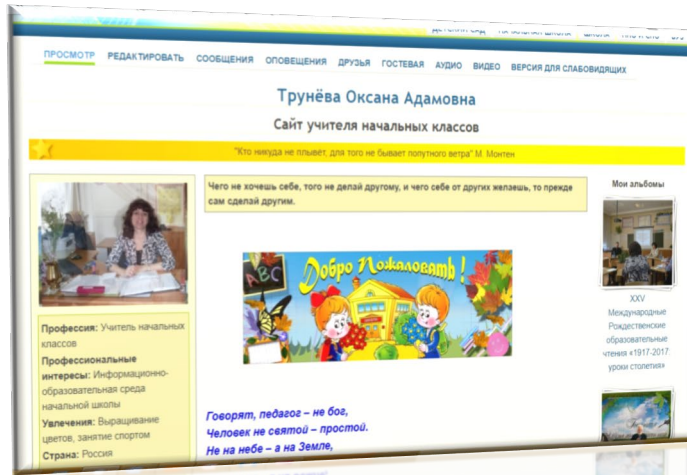 ПРОСМОТР РЕДАКТИРОВАТЬ СООБЩЕНИЯ ОПОВЕЩЕНИЯ ДРУЗЬЯ ГОСТЕВАЯ АУДИО ВИДЕО ВЕРСИЯ ДЛЯ СЛАБОВИДЯЩИХ
Трунёва Оксана Адамовна
Сайт учителя начальных классов
"Кто никуда не плывёт, для того не бывает попутного ветра" М. Монтен
Чего не хочешь себе, того не делай другому, и чего себе от других желаешь, то прежде
сам сделай другим.
ABC
Добро Пожаловать!
Профессия: Учитель начальных
классов
Профессиональные
интересы: Информационно-
образовательная среда
начальной школы
Увлечения: Выращивание
цветов, занятие спортом
Страна: Россия
Говорят, педагог – не бог,
Человек не святой – простой.
Не на небе – а на Земле,
Мои альбомы
XXV
Международные
Рождественские
образовательные
чтения «1917-2017:
уроки столетия»